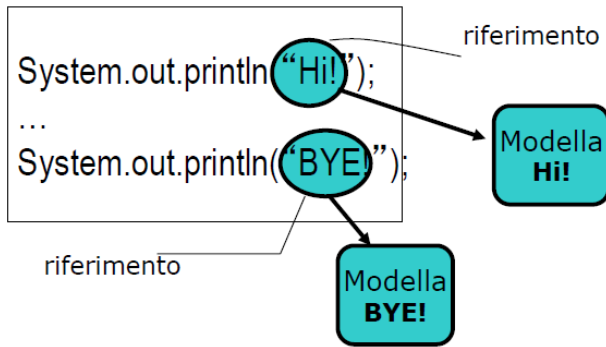 riferimento
System.out.println(“Hi!”);
…
System.out.println(“BYE!”);
Modella
Hi!
riferimento
Modella
BYE!